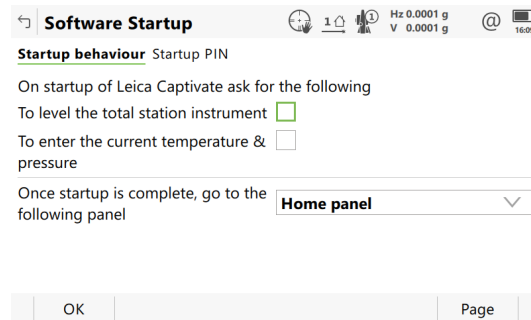 Software Startup
1
1
Hz 0.0001 g
V 0.0001 g
@
Startup behaviour Startup PIN
On startup of Leica Captivate ask for the following
To level the total station instrument
To enter the current temperature &
pressure
Once startup is complete, go to the
following panel
Home panel
OK
Page